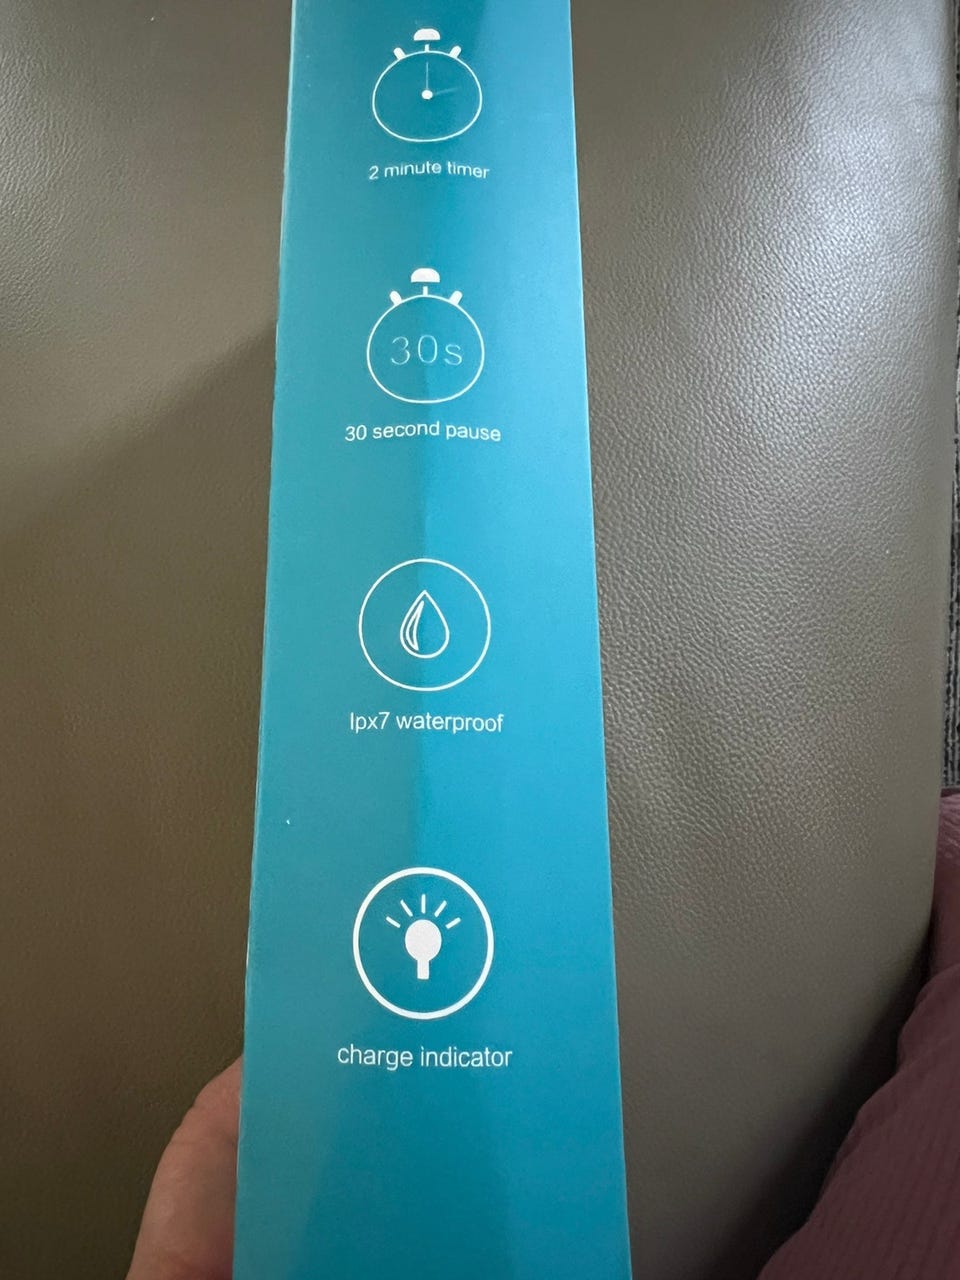 2 minute timer
30s
30 second pause
Ipx7 waterproof
charge indicator